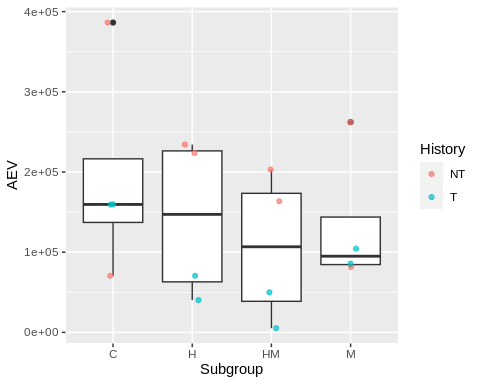 4e+05
3e+05
2e+05
1e+05
0e+00
AEV
C H HM M
Subgroup
History
NT
T